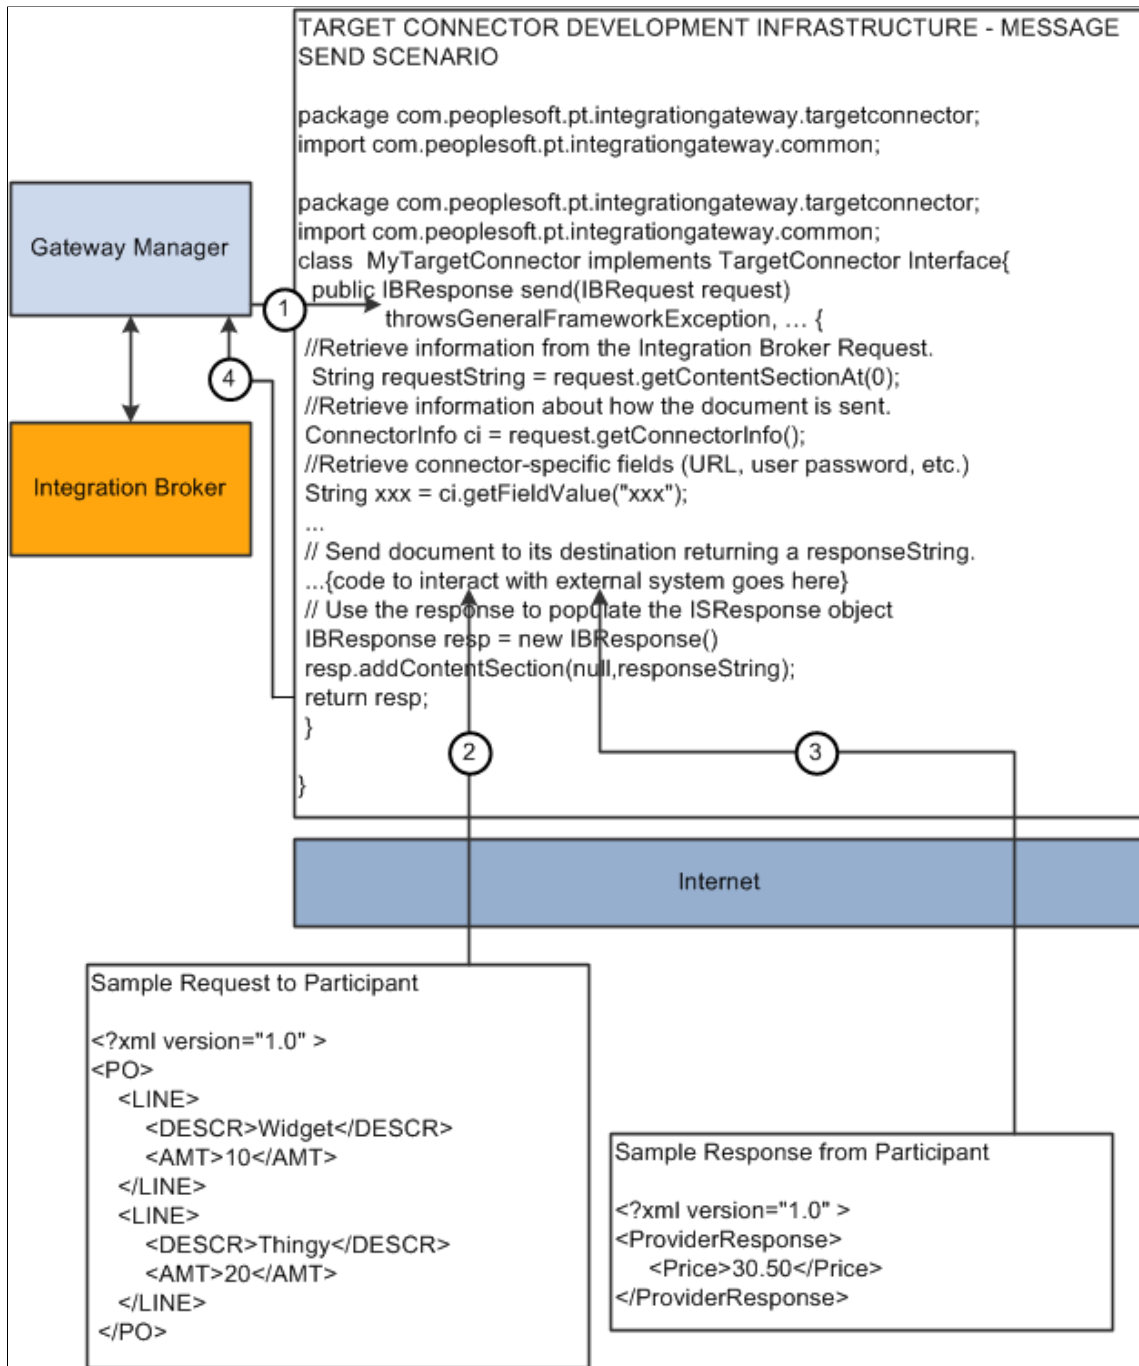 TARGET CONNECTOR DEVELOPMENT INFRASTRUCTURE - MESSAGE
SEND SCENARIO
package com.peoplesoft.pt.integrationgateway.targetconnector;
import com.peoplesoft.pt.integrationgateway.common;
package com.peoplesoft.pt.integrationgateway.targetconnector;
import com.peoplesoft.pt.integrationgateway.common;
class MyTargetConnector implements TargetConnector Interface{
public IBResponse send(IBRequest request)
throwsGeneralFrameworkException, ... {
//Retrieve information from the Integration Broker Request.
String requestString = request.getContentSectionAt(0);
//Retrieve information about how the document is sent.
ConnectorInfo ci = request.getConnectorInfo();
//Retrieve connector-specific fields (URL, user password, etc.)
String xxx = ci.getFieldValue("xxx");
...
// Send document to its destination returning a responseString.
...{code to interact with external system goes here}
// Use the response to populate the ISResponse object
IBResponse resp = new IBResponse()
resp.addContentSection(null,responseString);
return resp;
}
}
Gateway Manager
1
4
Integration Broker
2
3
Internet
Sample Request to Participant
<?xml version="1.0" >
<PO>
<LINE>
<DESCR>Widget</DESCR>
<AMT>10</AMT>
</LINE>
<LINE>
<DESCR>Thingy</DESCR>
<AMT>20</AMT>
</LINE>
</PO>
Sample Response from Participant
<?xml version="1.0" >
<ProviderResponse>
<Price>30.50</Price>
</ProviderResponse>